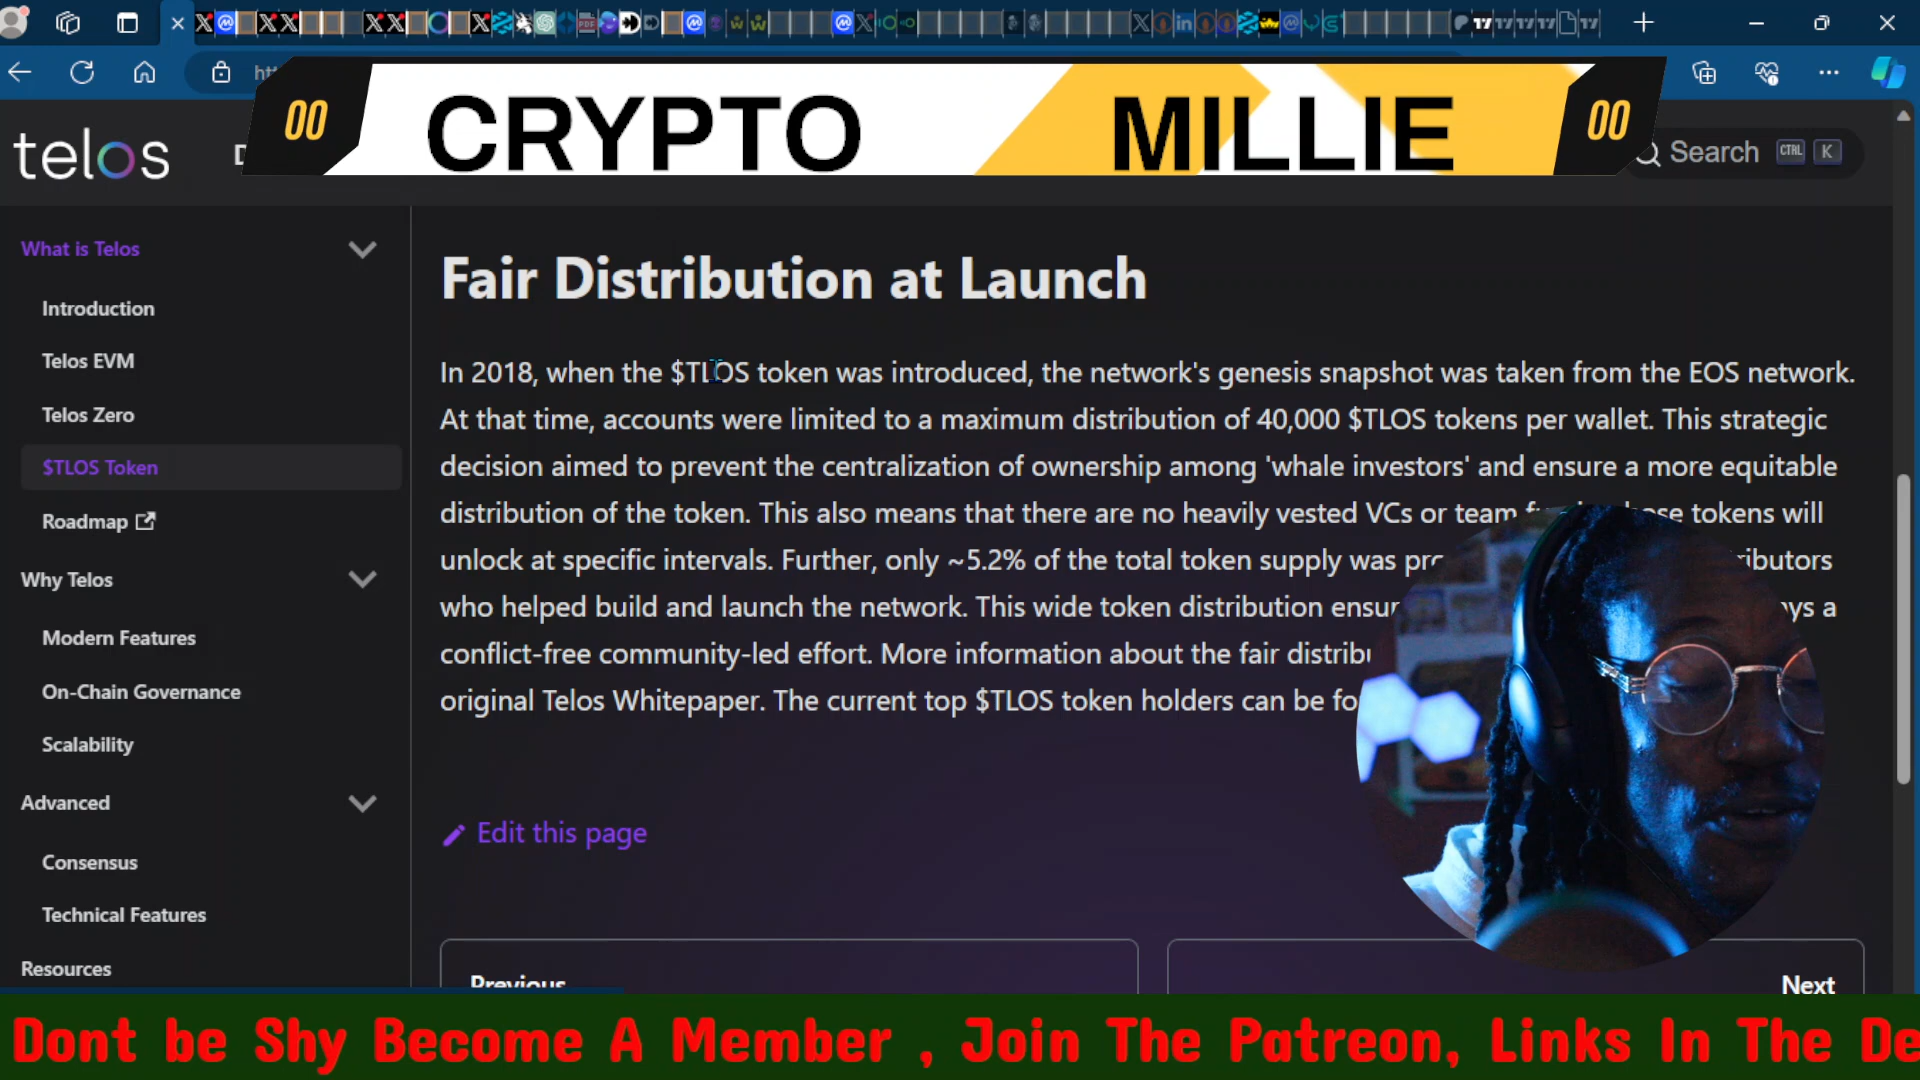 00 CRYPTO MILLIE 00
telos
Search CTRL K
What is Telos
Introduction
Telos EVM
Telos Zero
$TLOS Token
Roadmap
Why Telos
Modern Features
On-Chain Governance
Scalability
Advanced
Consensus
Technical Features
Resources
Fair Distribution at Launch
In 2018, when the $TLOS token was introduced, the network's genesis snapshot was taken from the EOS network.
At that time, accounts were limited to a maximum distribution of 40,000 $TLOS tokens per wallet. This strategic
decision aimed to prevent the centralization of ownership among 'whale investors' and ensure a more equitable
distribution of the token. This also means that there are no heavily vested VCs or team tokens will
unlock at specific intervals. Further, only ~5.2% of the total token supply was
who helped build and launch the network. This wide token distribution a
conflict-free community-led effort. More information about the fair
original Telos Whitepaper. The current top $TLOS token holders can be
Edit this page
Previous
Next
Dont be Shy Become A Member , Join The Patreon, Links In The De